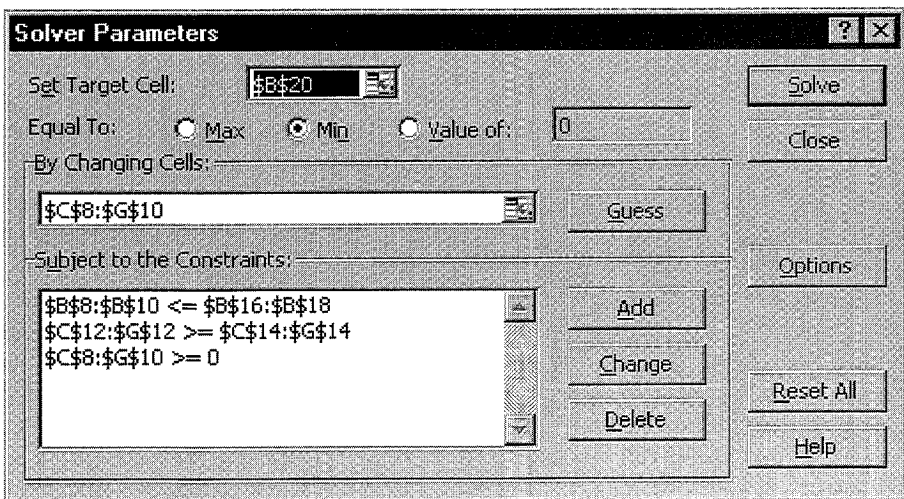 Solver Parameters
? X
Set Target Cell: $B$20 Solve
Equal To: Max Min Value of: 0 Close
By Changing Cells:
$C$8:$G$10 Guess
Subject to the Constraints: Options
$B$8:$B$10 <= $B$16:$B$18 Add
$C$12:$G$12 >= $C$14:$G$14
$C$8:$G$10 >= 0 Change
Reset All
Delete
Help